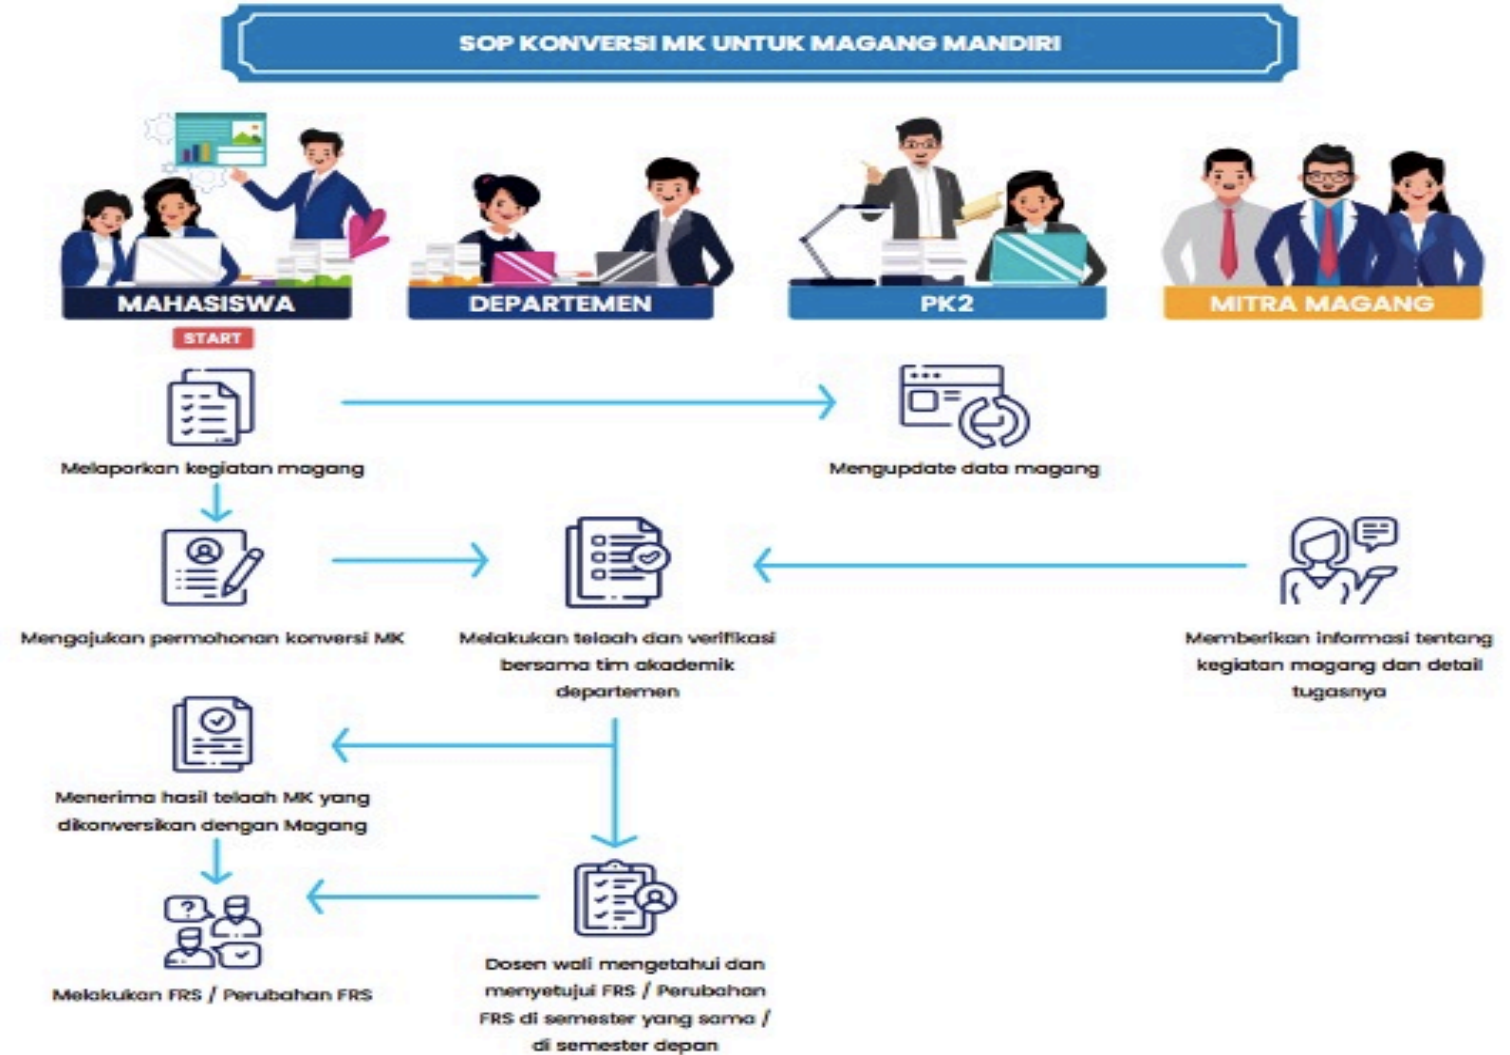 SOP KONVERSI MK UNTUK MAGANG MANDIRI
MAHASISWA
DEPARTEMEN
PK2
MITRA MAGANG
START
Melaporkan kegiatan magang
Mengupdate data magang
Mengajukan permohonan konversi MK
Melakukan telaah dan verifikasi
bersama tim akademik
departemen
Memberikan informasi tentang
kegiatan magang dan detail
tugasnya
Menerima hasil telaah MK yang
dikonversikan dengan Magang
?
Melakukan FRS / Perubahan FRS
Dosen wali mengetahui dan
menyetujui FRS / Perubahan
FRS di semester yang sama /
di semester depan